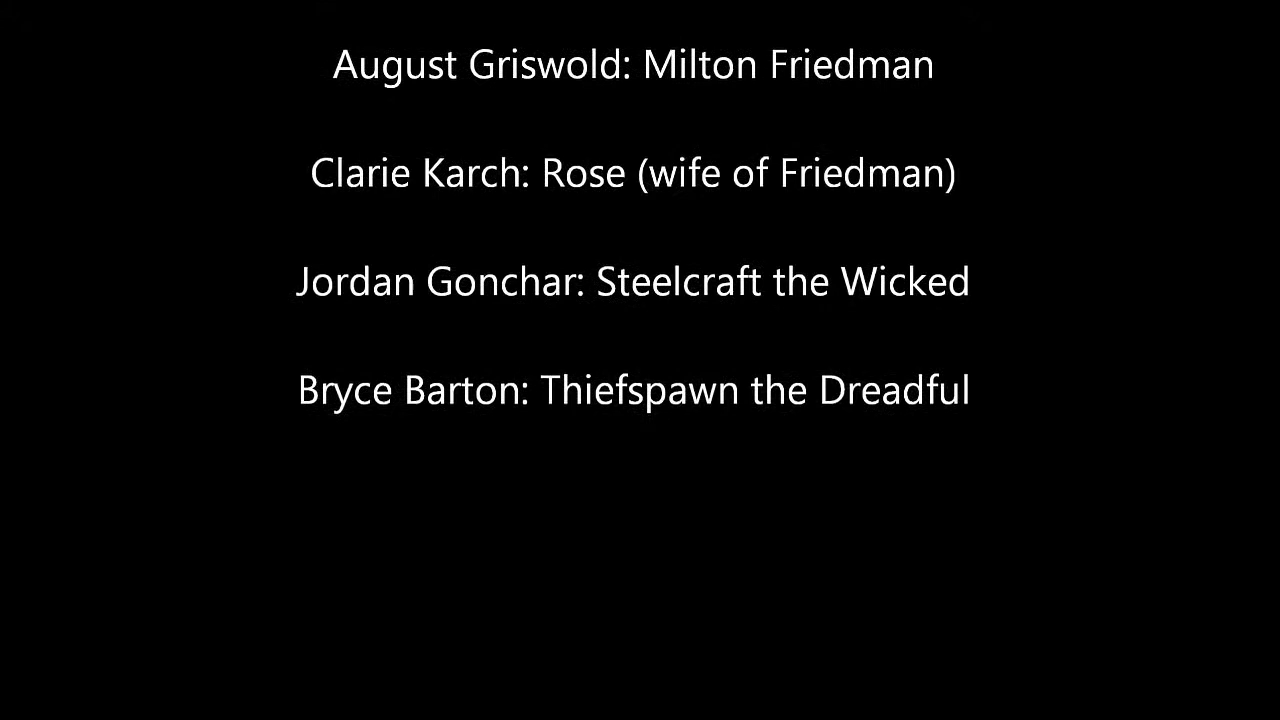 August Griswold: Milton Friedman
Clarie Karch: Rose (wife of Friedman)
Jordan Gonchar: Steelcraft the Wicked
Bryce Barton: Thiefspawn the Dreadful